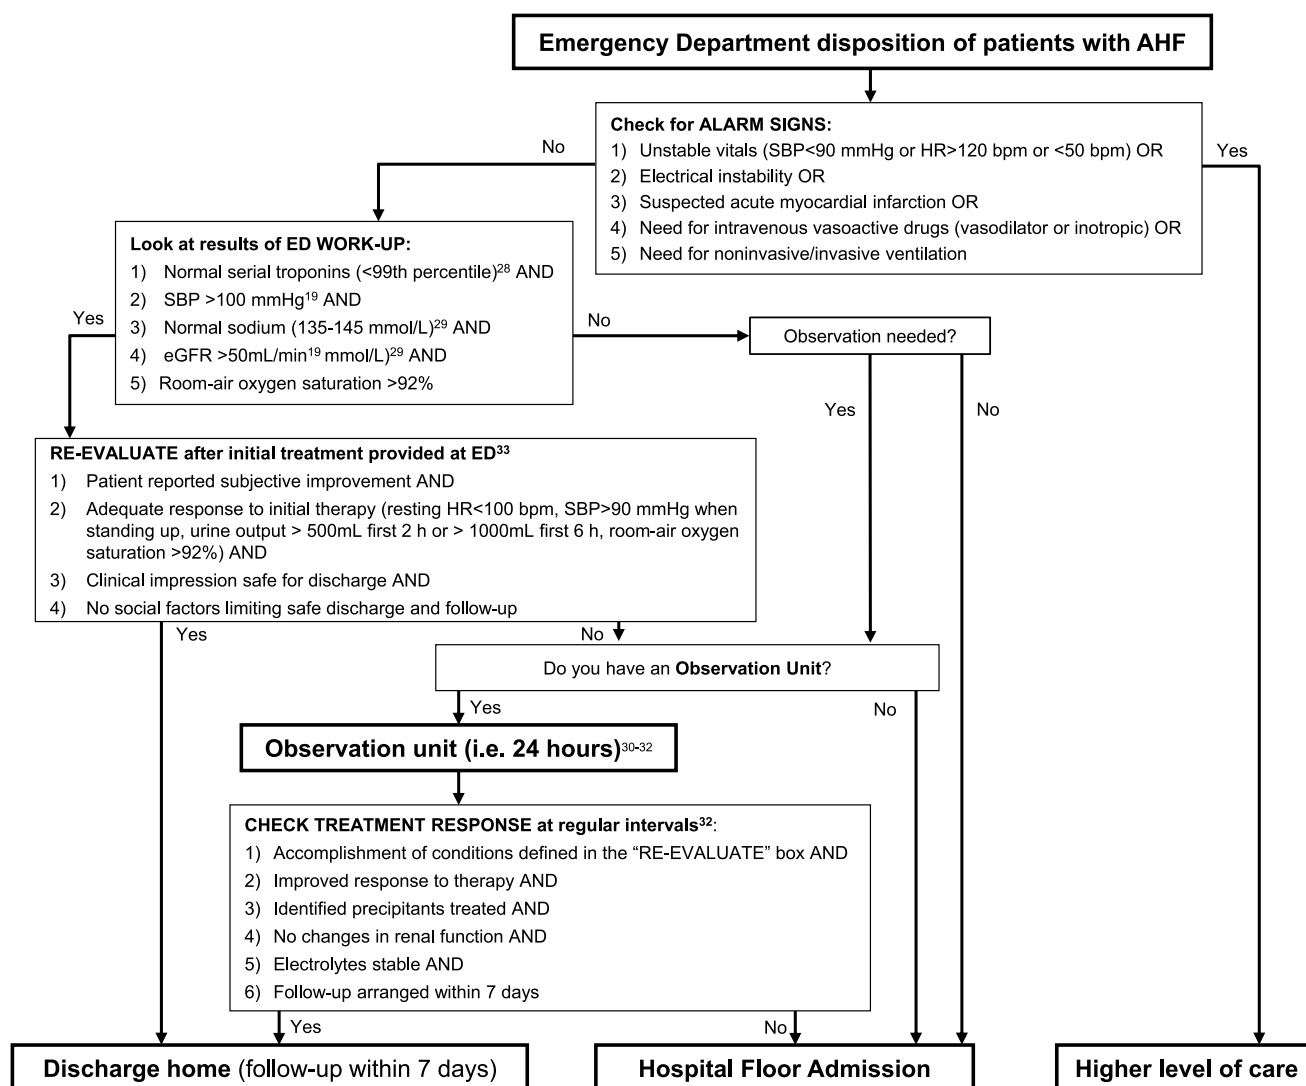 Emergency Department disposition of patients with AHF
Check for ALARM SIGNS:
1) Unstable vitals (SBP<90 mmHg or HR>120 bpm or <50 bpm) OR
2) Electrical instability OR
3) Suspected acute myocardial infarction OR
4) Need for intravenous vasoactive drugs (vasodilator or inotropic) OR
5) Need for noninvasive/invasive ventilation
No
Yes
Look at results of ED WORK-UP:
1) Normal serial troponins (<99th percentile)28 AND
2) SBP >100 mmHg19 AND
3) Normal sodium (135-145 mmol/L)29 AND
4) eGFR >50mL/min19 mmol/L)29 AND
5) Room-air oxygen saturation >92%
Yes
No
Observation needed?
Yes
No
RE-EVALUATE after initial treatment provided at ED33
1) Patient reported subjective improvement AND
2) Adequate response to initial therapy (resting HR<100 bpm, SBP>90 mmHg when
standing up, urine output > 500mL first 2 h or > 1000mL first 6 h, room-air oxygen
saturation >92%) AND
3) Clinical impression safe for discharge AND
4) No social factors limiting safe discharge and follow-up
Yes
No
Do you have an Observation Unit?
Yes
No
Observation unit (i.e. 24 hours)30-32
CHECK TREATMENT RESPONSE at regular intervals32:
1) Accomplishment of conditions defined in the “RE-EVALUATE” box AND
2) Improved response to therapy AND
3) Identified precipitants treated AND
4) No changes in renal function AND
5) Electrolytes stable AND
6) Follow-up arranged within 7 days
Yes
No
Discharge home (follow-up within 7 days)
Hospital Floor Admission
Higher level of care